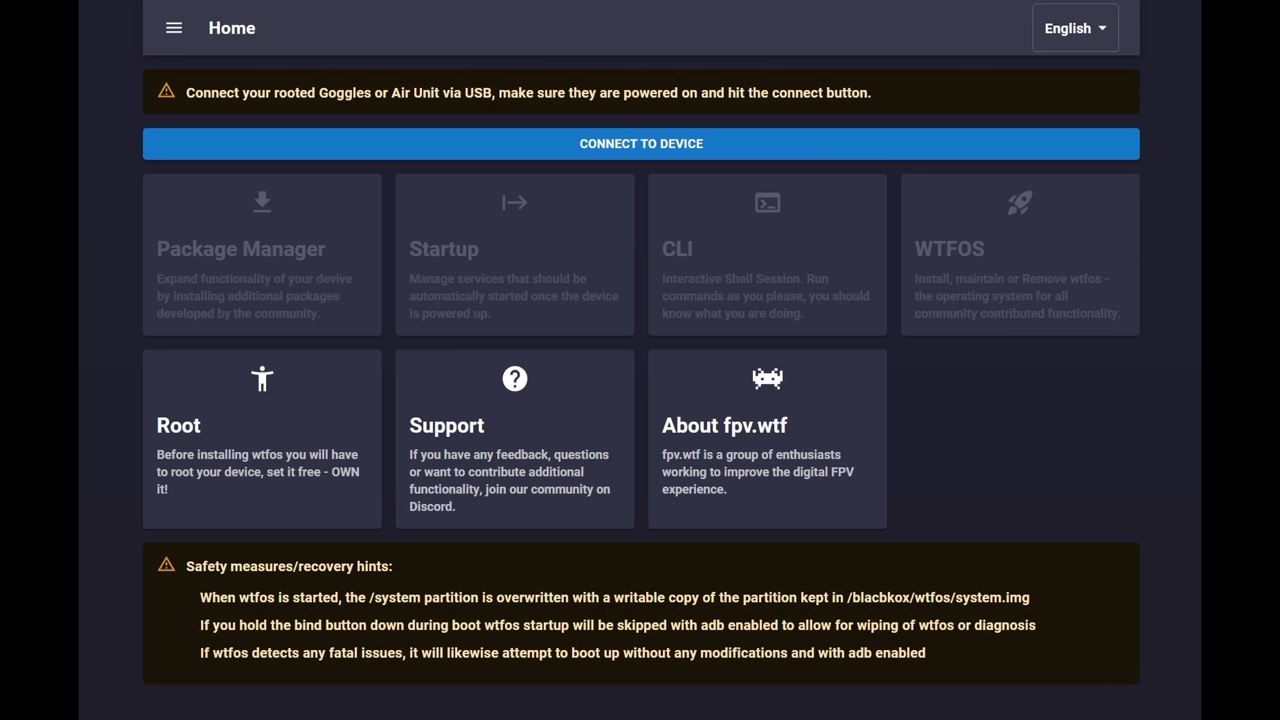 Home
English
Connect your rooted Goggles or Air Unit via USB, make sure they are powered on and hit the connect button.
CONNECT TO DEVICE
Package Manager
Expand functionality of your devive
by installing additional packages
developed by the community.
Startup
Manage services that should be
automatically started once the device
is powered up.
CLI
Interactive Shell Session. Run
commands as you please, you should
know what you are doing.
WTFOS
Install, maintain or Remove wtfos -
the operating system for all
community contributed functionality.
Root
Before installing wtfos you will have
to root your device, set it free - OWN
it!
Support
If you have any feedback, questions
or want to contribute additional
functionality, join our community on
Discord.
About fpv.wtf
fpv.wtf is a group of enthusiasts
working to improve the digital FPV
experience.
Safety measures/recovery hints:
When wtfos is started, the /system partition is overwritten with a writable copy of the partition kept in /blacbkox/wtfos/system.img
If you hold the bind button down during boot wtfos startup will be skipped with adb enabled to allow for wiping of wtfos or diagnosis
If wtfos detects any fatal issues, it will likewise attempt to boot up without any modifications and with adb enabled